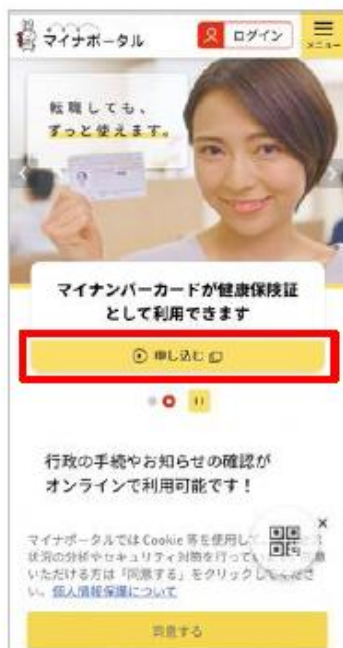 マイナポータル
ログイン
メニュー
転職しても、
ずっと使えます。
マイナンバーカードが健康保険証
として利用できます
申し込む
行政の手続やお知らせの確認が
オンラインで利用可能です！
マイナポータルでは Cookie 等を使用して
状況の分析やセキュリティ対策を行ってい
いただける方は「同意する」をクリックしてくださ
い。個人情報保護について
同意する